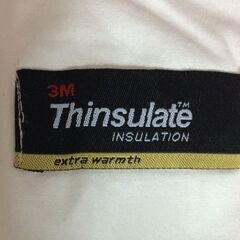 3M
Thinsulate™
INSULATION
extra warmth